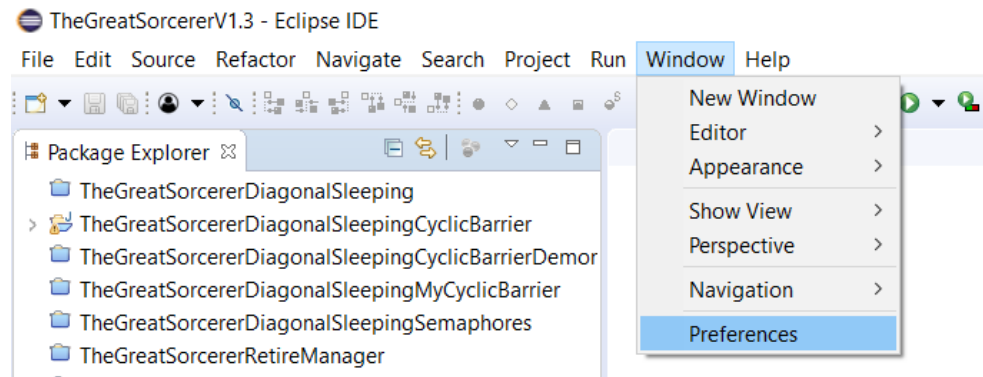 TheGreatSorcererV1.3 - Eclipse IDE
File Edit Source Refactor Navigate Search Project Run Window Help
New Window
Editor
Appearance
Show View
Perspective
Navigation
Preferences
Package Explorer
TheGreatSorcererDiagonalSleeping
TheGreatSorcererDiagonalSleepingCyclicBarrier
TheGreatSorcererDiagonalSleepingCyclicBarrierDemor
TheGreatSorcererDiagonalSleepingMyCyclicBarrier
TheGreatSorcererDiagonalSleepingSemaphores
TheGreatSorcererRetireManager